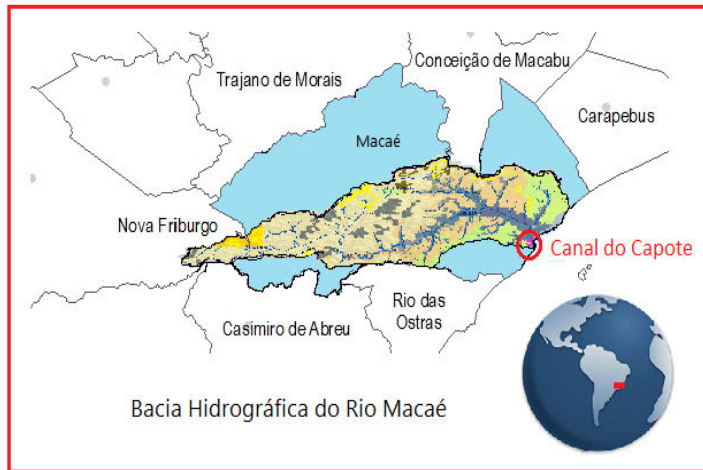 Conceição de Macabu
Trajano de Morais
Carapebus
Macaé
Nova Friburgo
Canal do Capote
Rio das
Ostras
Casimiro de Abreu
Bacia Hidrográfica do Rio Macaé